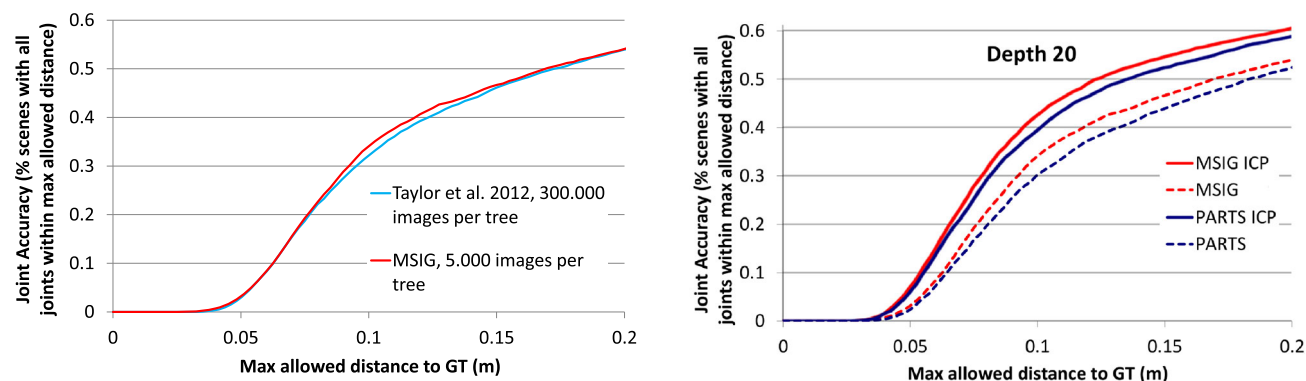 Joint Accuracy (% scenes with all
joints within max allowed distance)
0.6
0.5
0.4
0.3
0.2
0.1
0
Taylor et al. 2012, 300.000
images per tree
MSIG, 5.000 images per
tree
0
0.05
0.1
0.15
0.2
Max allowed distance to GT (m)
Joint Accuracy (% scenes with all
joints within max allowed distance)
0.6
0.5
0.4
0.3
0.2
0.1
0
Depth 20
MSIG ICP
MSIG
PARTS ICP
PARTS
0
0.05
0.1
0.15
0.2
Max allowed distance to GT (m)